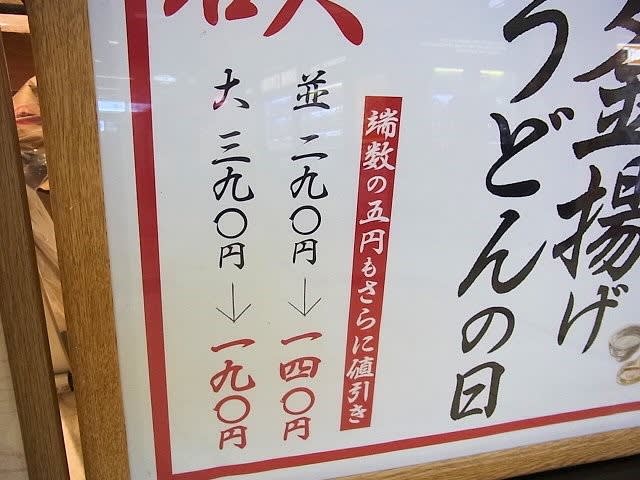 釜揚げ
うどんの日
端数の五円もさらに値引き
並 二九〇円→一四〇円
大 三九〇円→一九〇円